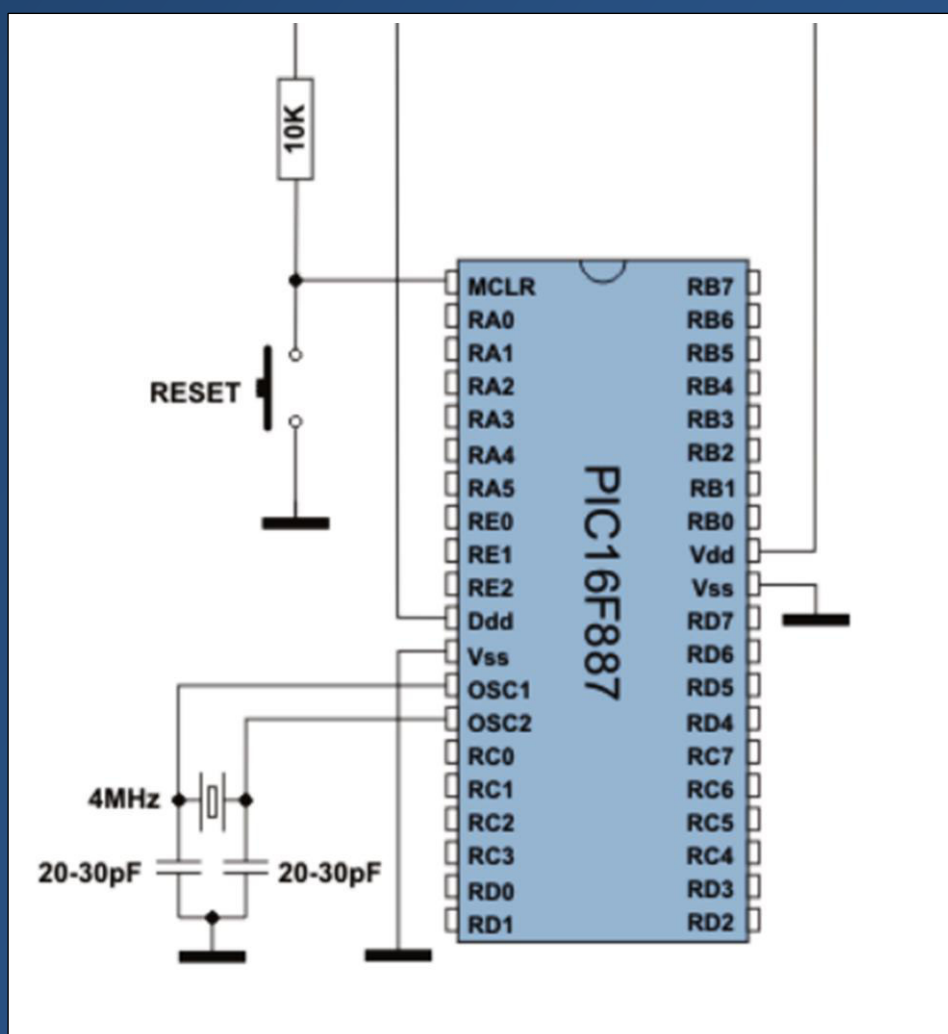 10K
RESET
MCLR
RA0
RA1
RA2
RA3
RA4
RA5
RE0
RE1
RE2
Ddd
Vss
OSC1
OSC2
RC0
RC1
RC2
RC3
RD0
RD1
PIC16F887
RB7
RB6
RB5
RB4
RB3
RB2
RB1
RB0
Vdd
Vss
RD7
RD6
RD5
RD4
RC7
RC6
RC5
RC4
RD3
RD2
4MHz
20-30pF
20-30pF